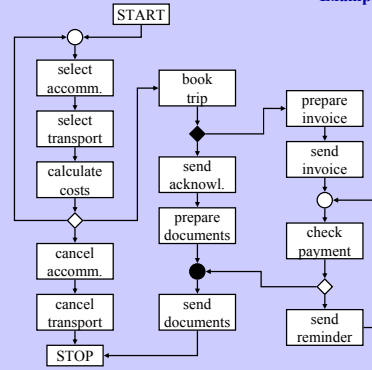 START
select
accomm.
select
transport
calculate
costs
cancel
accomm.
cancel
transport
STOP
book
trip
send
acknowl.
prepare
documents
send
documents
prepare
invoice
send
invoice
check
payment
send
reminder